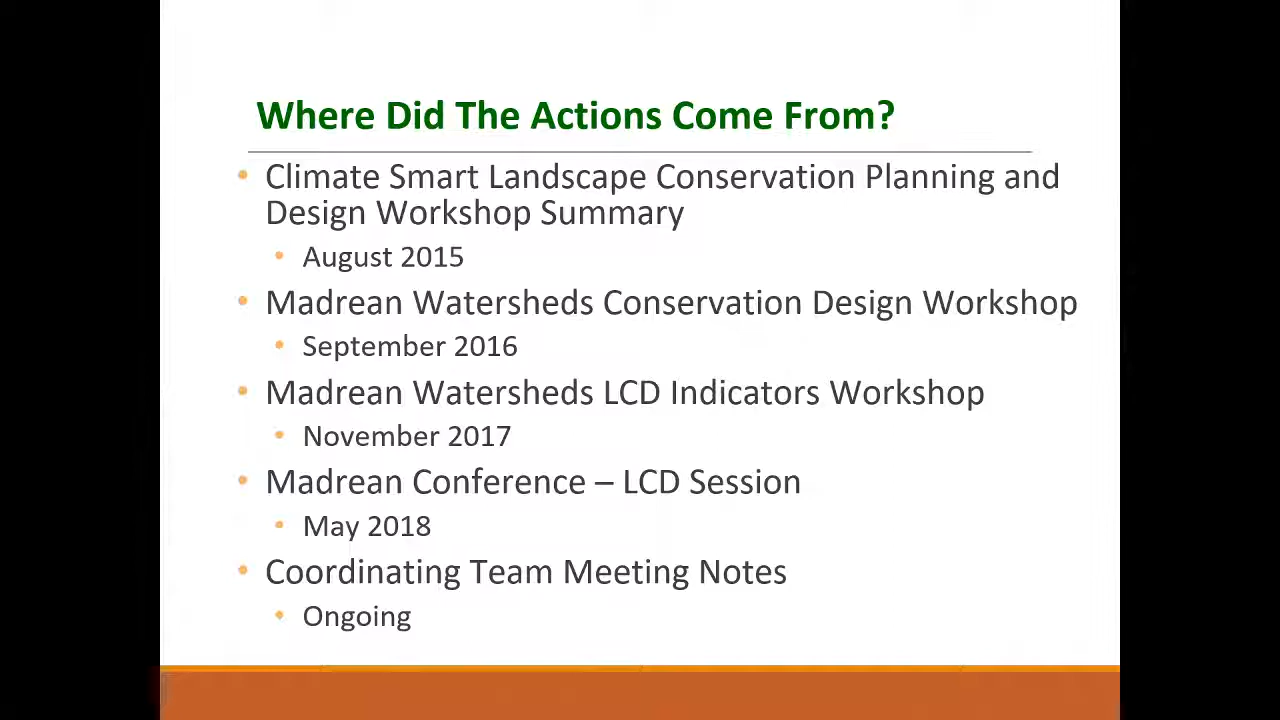 Where Did The Actions Come From?
• Climate Smart Landscape Conservation Planning and
Design Workshop Summary
• August 2015
• Madrean Watersheds Conservation Design Workshop
• September 2016
• Madrean Watersheds LCD Indicators Workshop
• November 2017
• Madrean Conference – LCD Session
• May 2018
• Coordinating Team Meeting Notes
• Ongoing